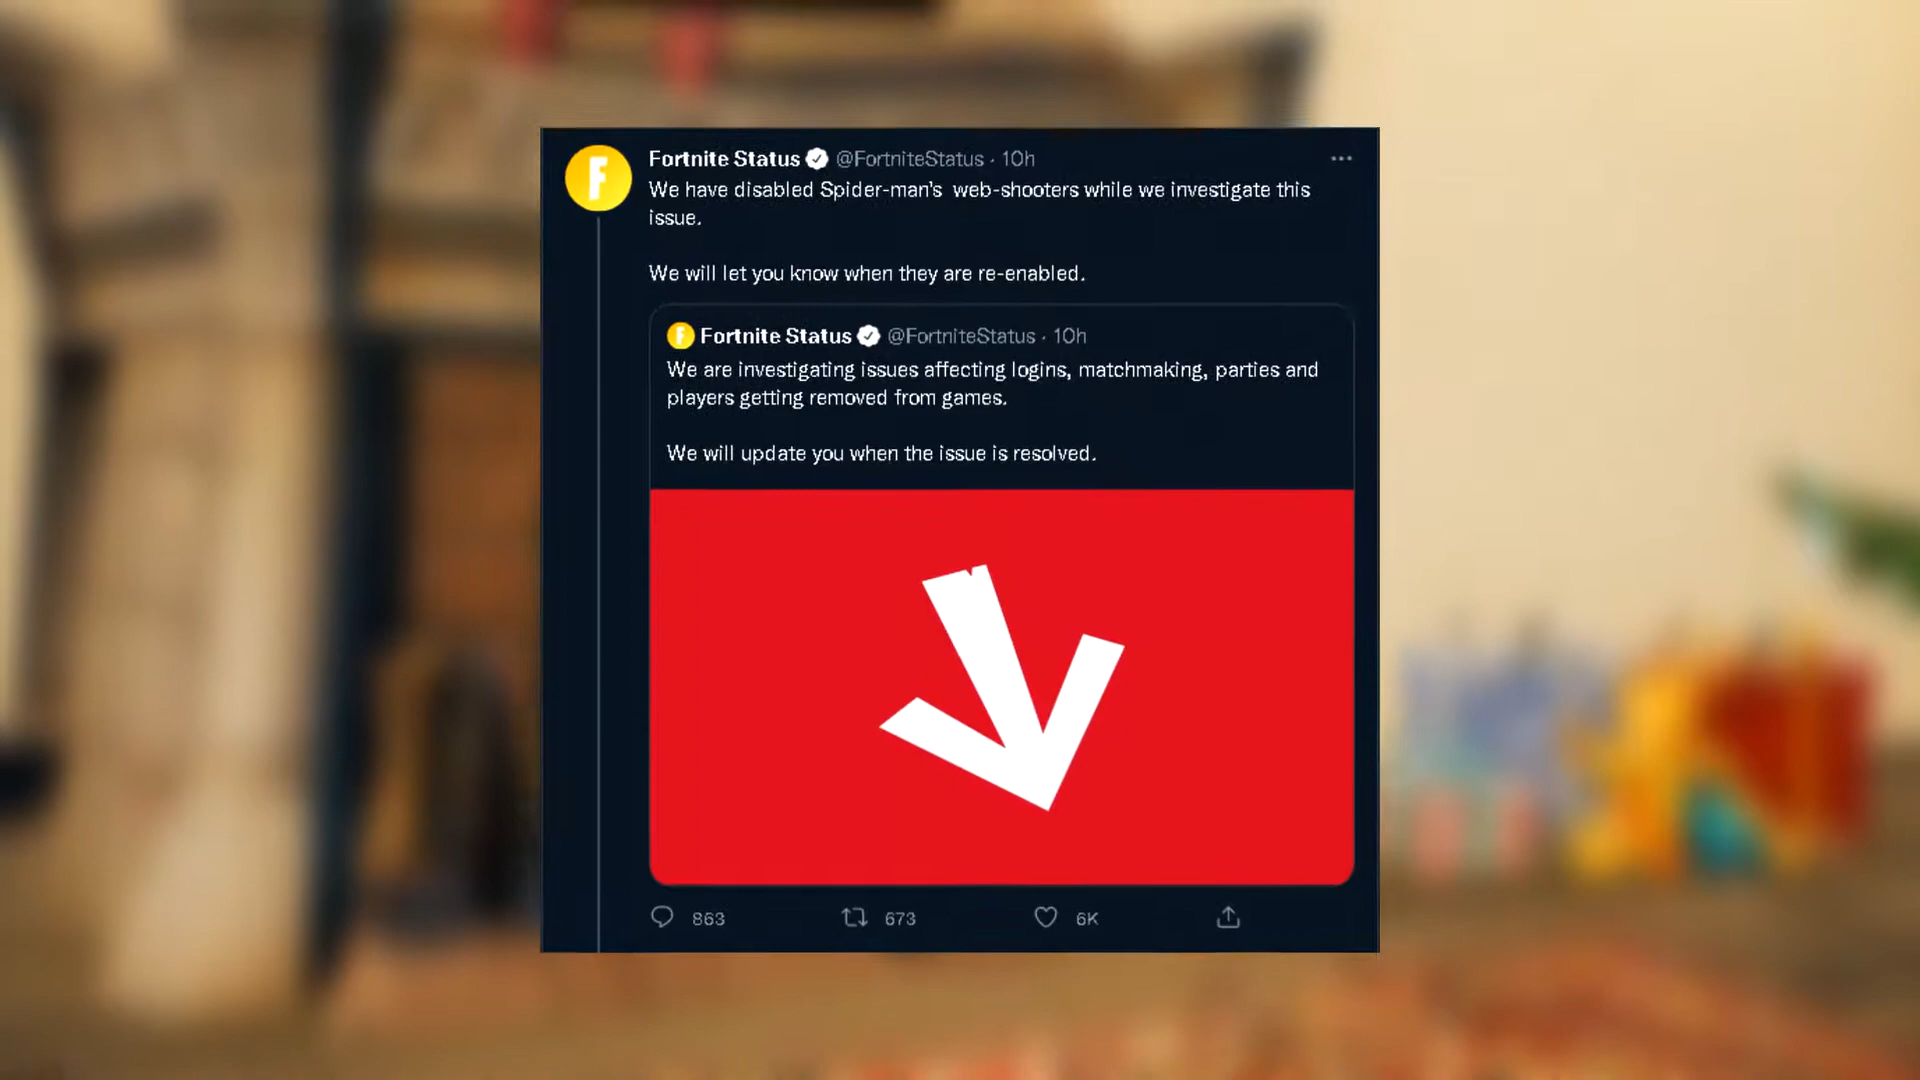 Fortnite Status @FortniteStatus · 10h
We have disabled Spider-man's  web-shooters while we investigate this
issue.
We will let you know when they are re-enabled.
Fortnite Status @FortniteStatus · 10h
We are investigating issues affecting logins, matchmaking, parties and
players getting removed from games.
We will update you when the issue is resolved.
863 673 6K